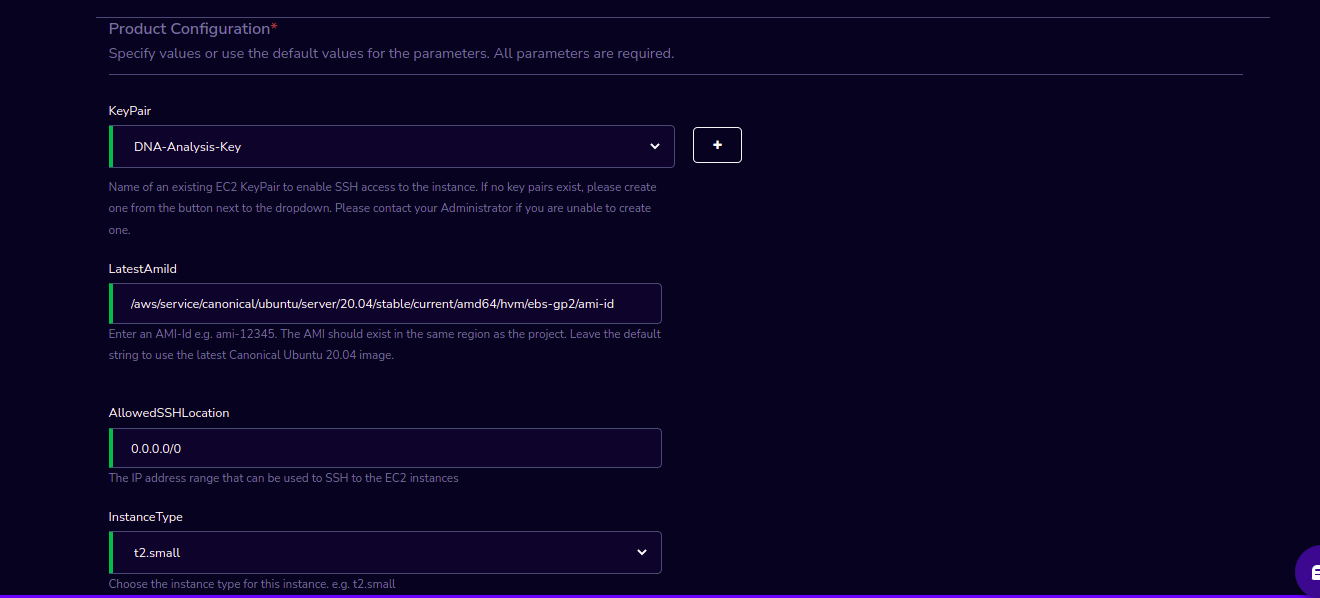 Product Configuration*
Specify values or use the default values for the parameters. All parameters are required.
KeyPair
DNA-Analysis-Key
+
Name of an existing EC2 KeyPair to enable SSH access to the instance. If no key pairs exist, please create
one from the button next to the dropdown. Please contact your Administrator if you are unable to create
one.
LatestAmiId
/aws/service/canonical/ubuntu/server/20.04/stable/current/amd64/hvm/ebs-gp2/ami-id
Enter an AMI-Id e.g. ami-12345. The AMI should exist in the same region as the project. Leave the default
string to use the latest Canonical Ubuntu 20.04 image.
AllowedSSHLocation
0.0.0.0/0
The IP address range that can be used to SSH to the EC2 instances
InstanceType
t2.small
Choose the instance type for this instance. e.g. t2.small